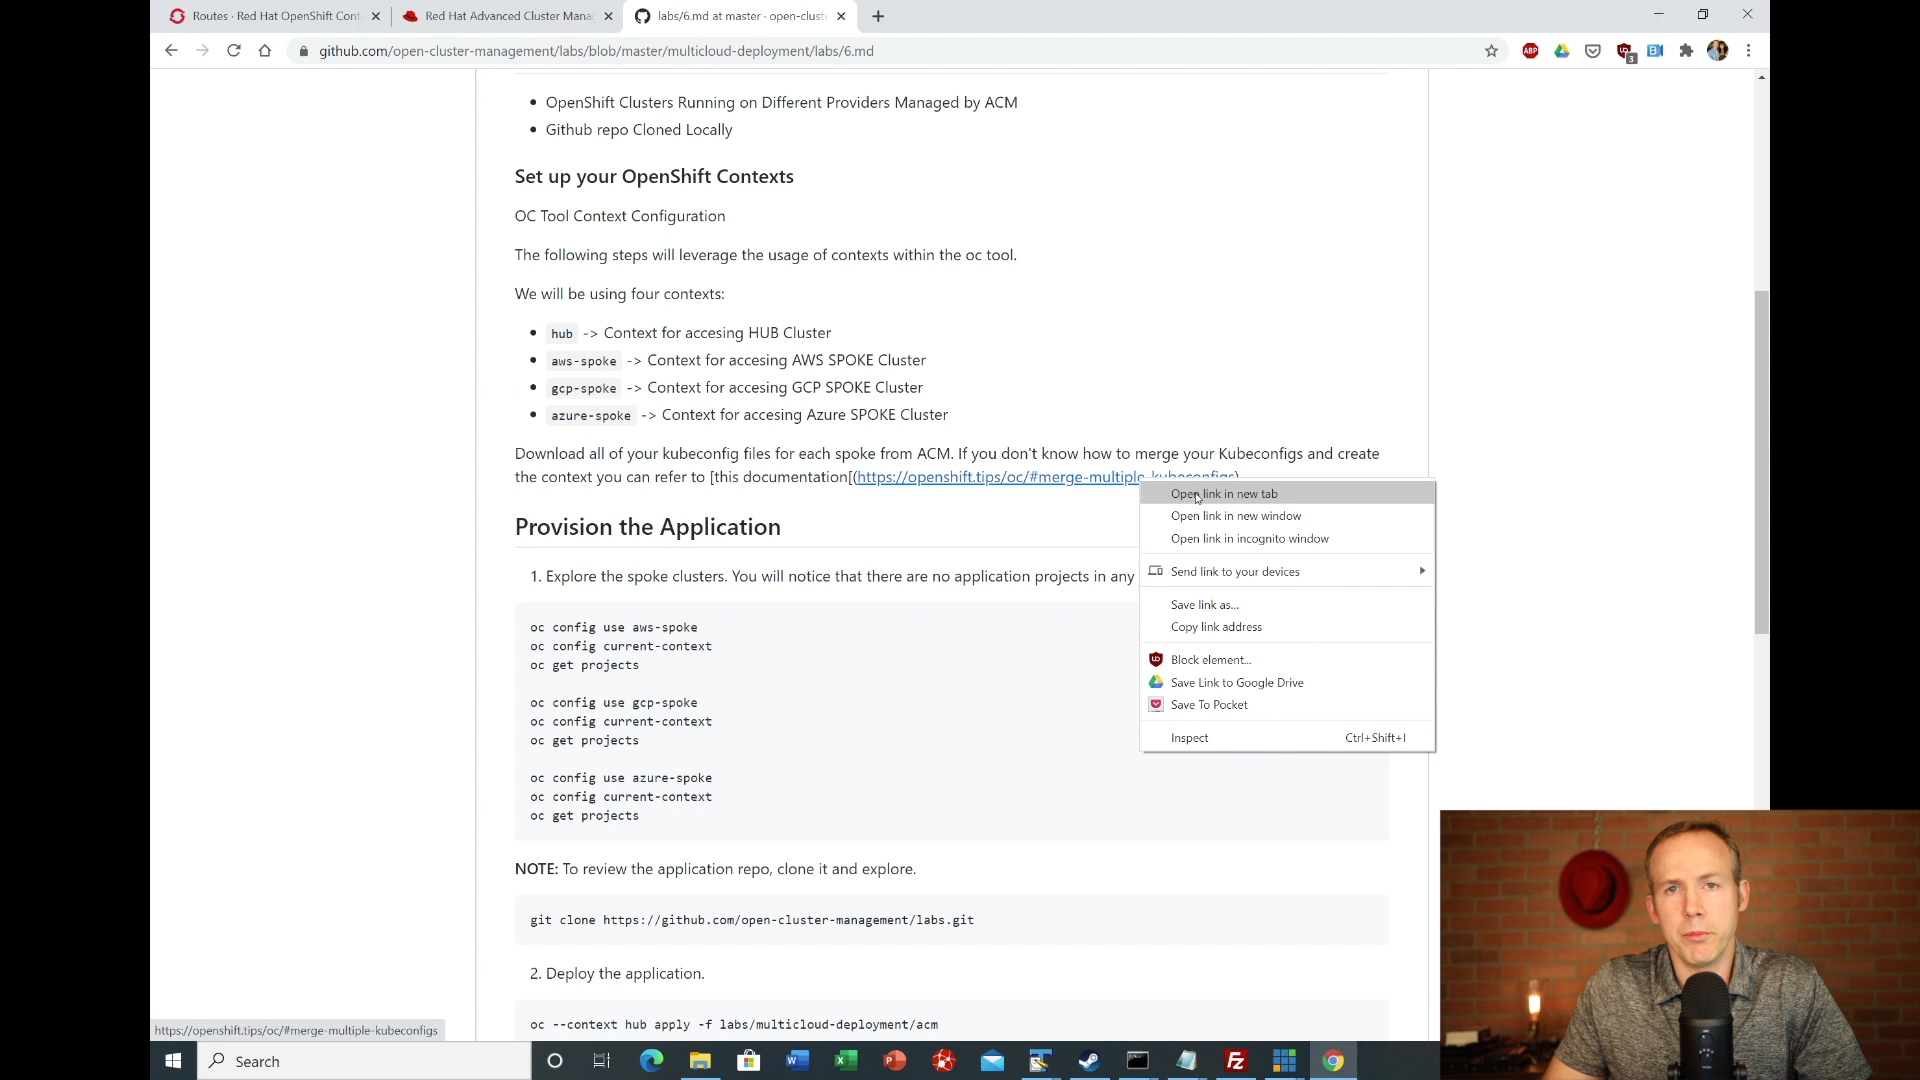 Routes · Red Hat OpenShift Cont
Red Hat Advanced Cluster Mana
labs/6.md at master · open-clust
github.com/open-cluster-management/labs/blob/master/multicloud-deployment/labs/6.md
ABP
3
OpenShift Clusters Running on Different Providers Managed by ACM
Github repo Cloned Locally
Set up your OpenShift Contexts
OC Tool Context Configuration
The following steps will leverage the usage of contexts within the oc tool.
We will be using four contexts:
hub -> Context for accesing HUB Cluster
aws-spoke -> Context for accesing AWS SPOKE Cluster
gcp-spoke -> Context for accesing GCP SPOKE Cluster
azure-spoke -> Context for accesing Azure SPOKE Cluster
Download all of your kubeconfig files for each spoke from ACM. If you don't know how to merge your Kubeconfigs and create
the context you can refer to [this documentation[(https://openshift.tips/oc/#merge-multiple-kubeconfigs)
Open link in new tab
Open link in new window
Open link in incognito window
Send link to your devices
Save link as...
Copy link address
Block element...
Save Link to Google Drive
Save To Pocket
Inspect Ctrl+Shift+I
Provision the Application
1. Explore the spoke clusters. You will notice that there are no application projects in any
oc config use aws-spoke
oc config current-context
oc get projects
oc config use gcp-spoke
oc config current-context
oc get projects
oc config use azure-spoke
oc config current-context
oc get projects
NOTE: To review the application repo, clone it and explore.
git clone https://github.com/open-cluster-management/labs.git
2. Deploy the application.
oc --context hub apply -f labs/multicloud-deployment/acm
https://openshift.tips/oc/#merge-multiple-kubeconfigs
Search